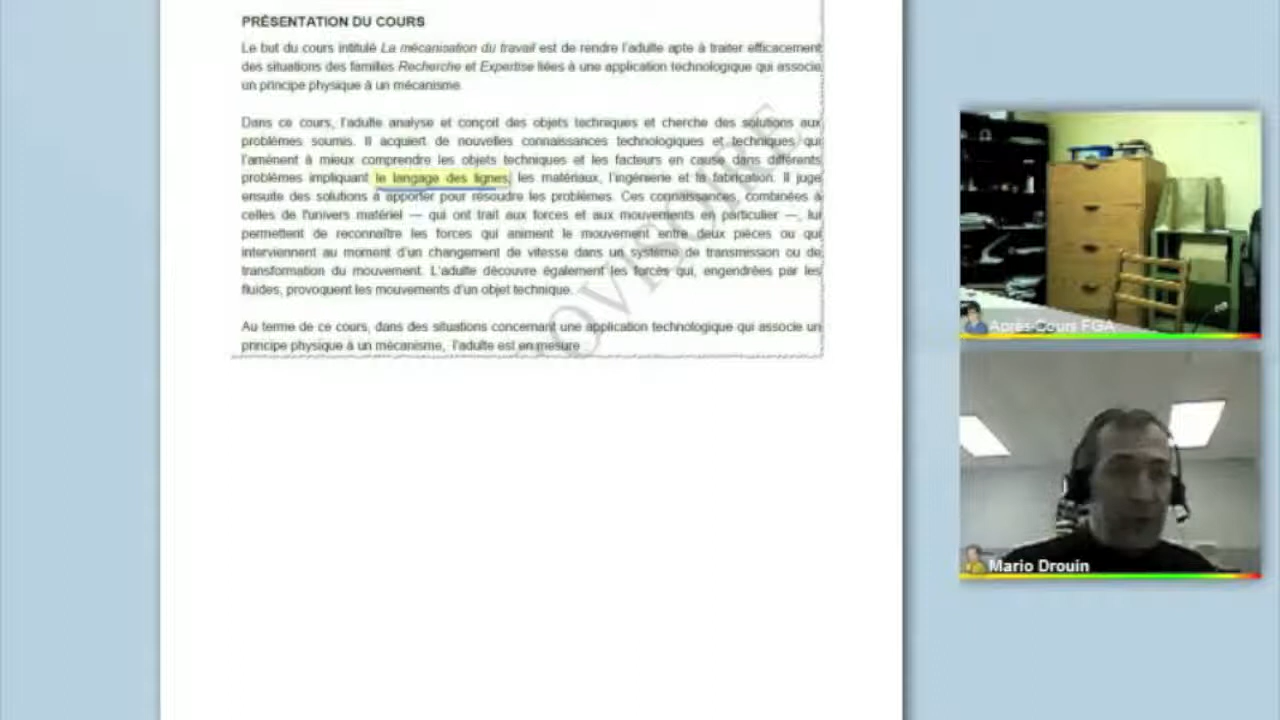 PRÉSENTATION DU COURS
Le but du cours intitulé La mécanisation du travail est de rendre l'adulte apte à traiter efficacement
des situations des familles Recherche et Expertise liées à une application technologique qui associe
un principe physique à un mécanisme.
Dans ce cours, l'adulte analyse et conçoit des objets techniques et cherche des solutions aux
problèmes soumis. Il acquiert de nouvelles connaissances technologiques et techniques qui
l'amènent à mieux comprendre les objets techniques et les facteurs en cause dans différents
problèmes impliquant le langage des lignes, les matériaux, l'ingénierie et la fabrication. Il juge
ensuite des solutions à apporter pour résoudre les problèmes. Ces connaissances, combinées à
celles de l'univers matériel — qui ont trait aux forces et aux mouvements en particulier —, lui
permettent de reconnaître les forces qui animent le mouvement entre deux pièces ou qui
interviennent au moment d'un changement de vitesse dans un système de transmission ou de
transformation du mouvement. L'adulte découvre également les forces qui, engendrées par les
fluides, provoquent les mouvements d'un objet technique.
Au terme de ce cours, dans des situations concernant une application technologique qui associe un
principe physique à un mécanisme, l'adulte est en mesure
OVISOIRE
Après-Cours FGA
Mario Drouin